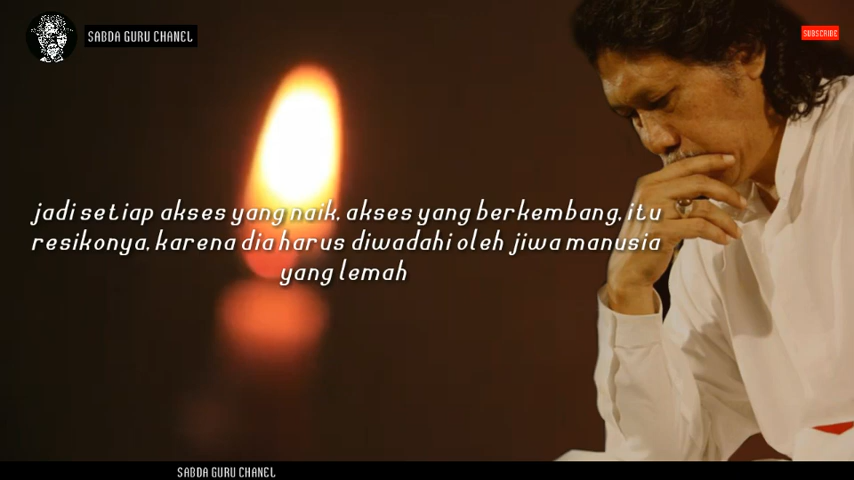 SABDA GURU CHANEL
SUBSCRIBE
jadi setiap akses yang naik, akses yang berkembang, itu
resikonya, karena dia harus diwadahi oleh jiwa manusia
yang lemah
SABDA GURU CHANEL